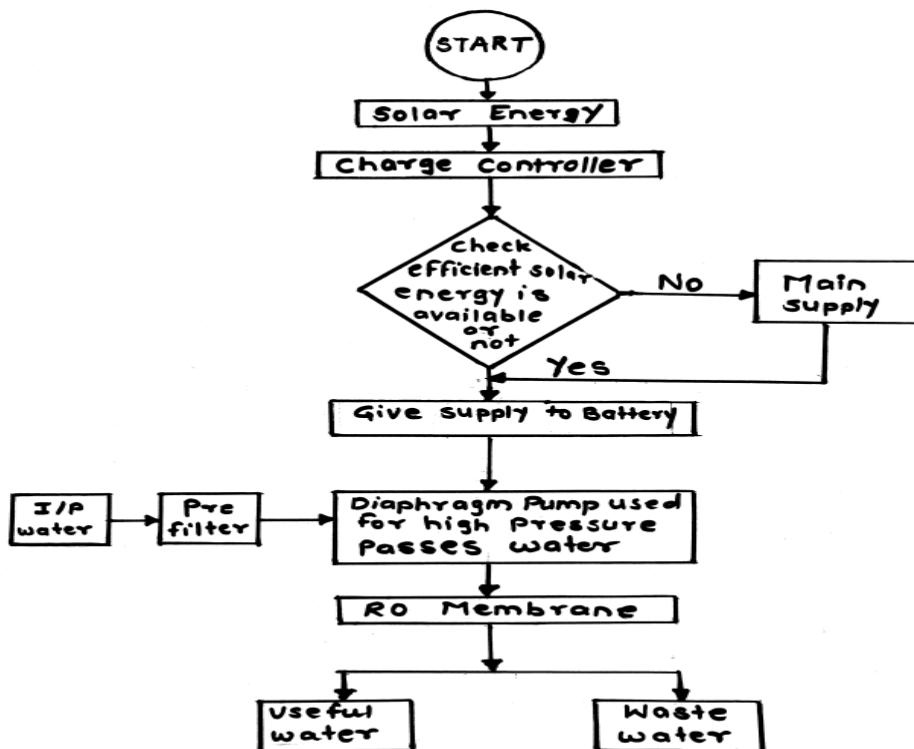 START
Solar Energy
Charge Controller
check
efficient solar
energy is
available
or
not
No
Main
supply
Yes
Give supply to Battery
I/P
water
Pre
filter
Diaphragm Pump used
for high Pressure
Passes water
RO Membrane
Useful
water
Waste
water